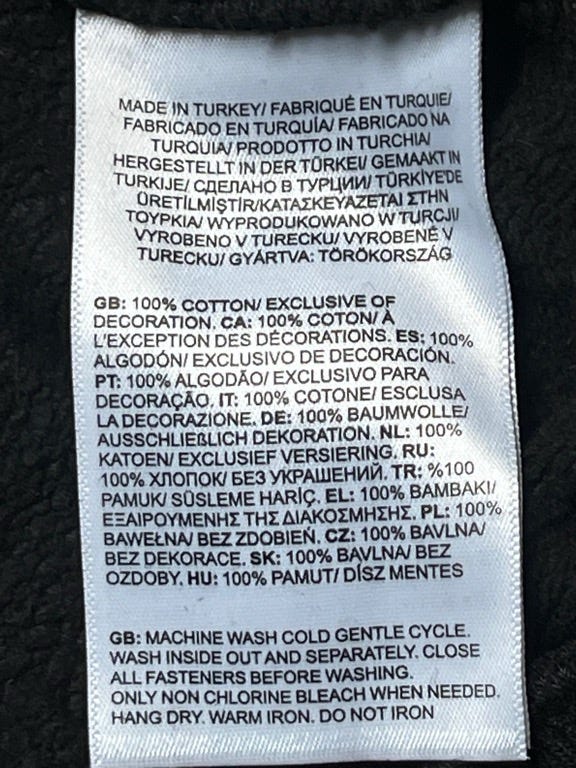 MADE IN TURKEY/ FABRIQUÉ EN TURQUIE/
FABRICADO EN TURQUÍA/ FABRICADO NA
TURQUIA/ PRODOTTO IN TURCHIA/
HERGESTELLT IN DER TÜRKEI/ GEMAAKT IN
TURKIJE/ СДЕЛАНО В ТУРЦИИ/ TÜRKİYE'DE
ÜRETİLMİŞTİR/ΚΑΤΑΣΚΕΥΑΖΕΤΑΙ ΣΤΗΝ
ΤΟΥΡΚΙΑ/ WYPRODUKOWANO W TURCJI/
VYROBENO V TURECKU/ VYROBENÉ V
TURECKU/ GYÁRTVA: TÖRÖKORSZÁG
GB: 100% COTTON/ EXCLUSIVE OF
DECORATION. CA: 100% COTON/ À
L'EXCEPTION DES DÉCORATIONS. ES: 100%
ALGODÓN/ EXCLUSIVO DE DECORACIÓN.
PT: 100% ALGODÃO/ EXCLUSIVO PARA
DECORAÇÃO. IT: 100% COTONE/ ESCLUSA
LA DECORAZIONE. DE: 100% BAUMWOLLE/
AUSSCHLIEßLICH DEKORATION. NL: 100%
KATOEN/ EXCLUSIEF VERSIERING. RU:
100% ХЛОПОК/ БЕЗ УКРАШЕНИЙ. TR: %100
PAMUK/ SÜSLEME HARİÇ. EL: 100% ΒΑΜΒΑΚΙ/
ΕΞΑΙΡΟΥΜΕΝΗΣ ΤΗΣ ΔΙΑΚΟΣΜΗΣΗΣ. PL: 100%
BAWEŁNA/ BEZ ZDOBIEŃ. CZ: 100% BAVLNA/
BEZ DEKORACE. SK: 100% BAVLNA/ BEZ
OZDOBY. HU: 100% PAMUT/ DÍSZ MENTES
GB: MACHINE WASH COLD GENTLE CYCLE.
WASH INSIDE OUT AND SEPARATELY. CLOSE
ALL FASTENERS BEFORE WASHING.
ONLY NON CHLORINE BLEACH WHEN NEEDED.
HANG DRY. WARM IRON. DO NOT IRON